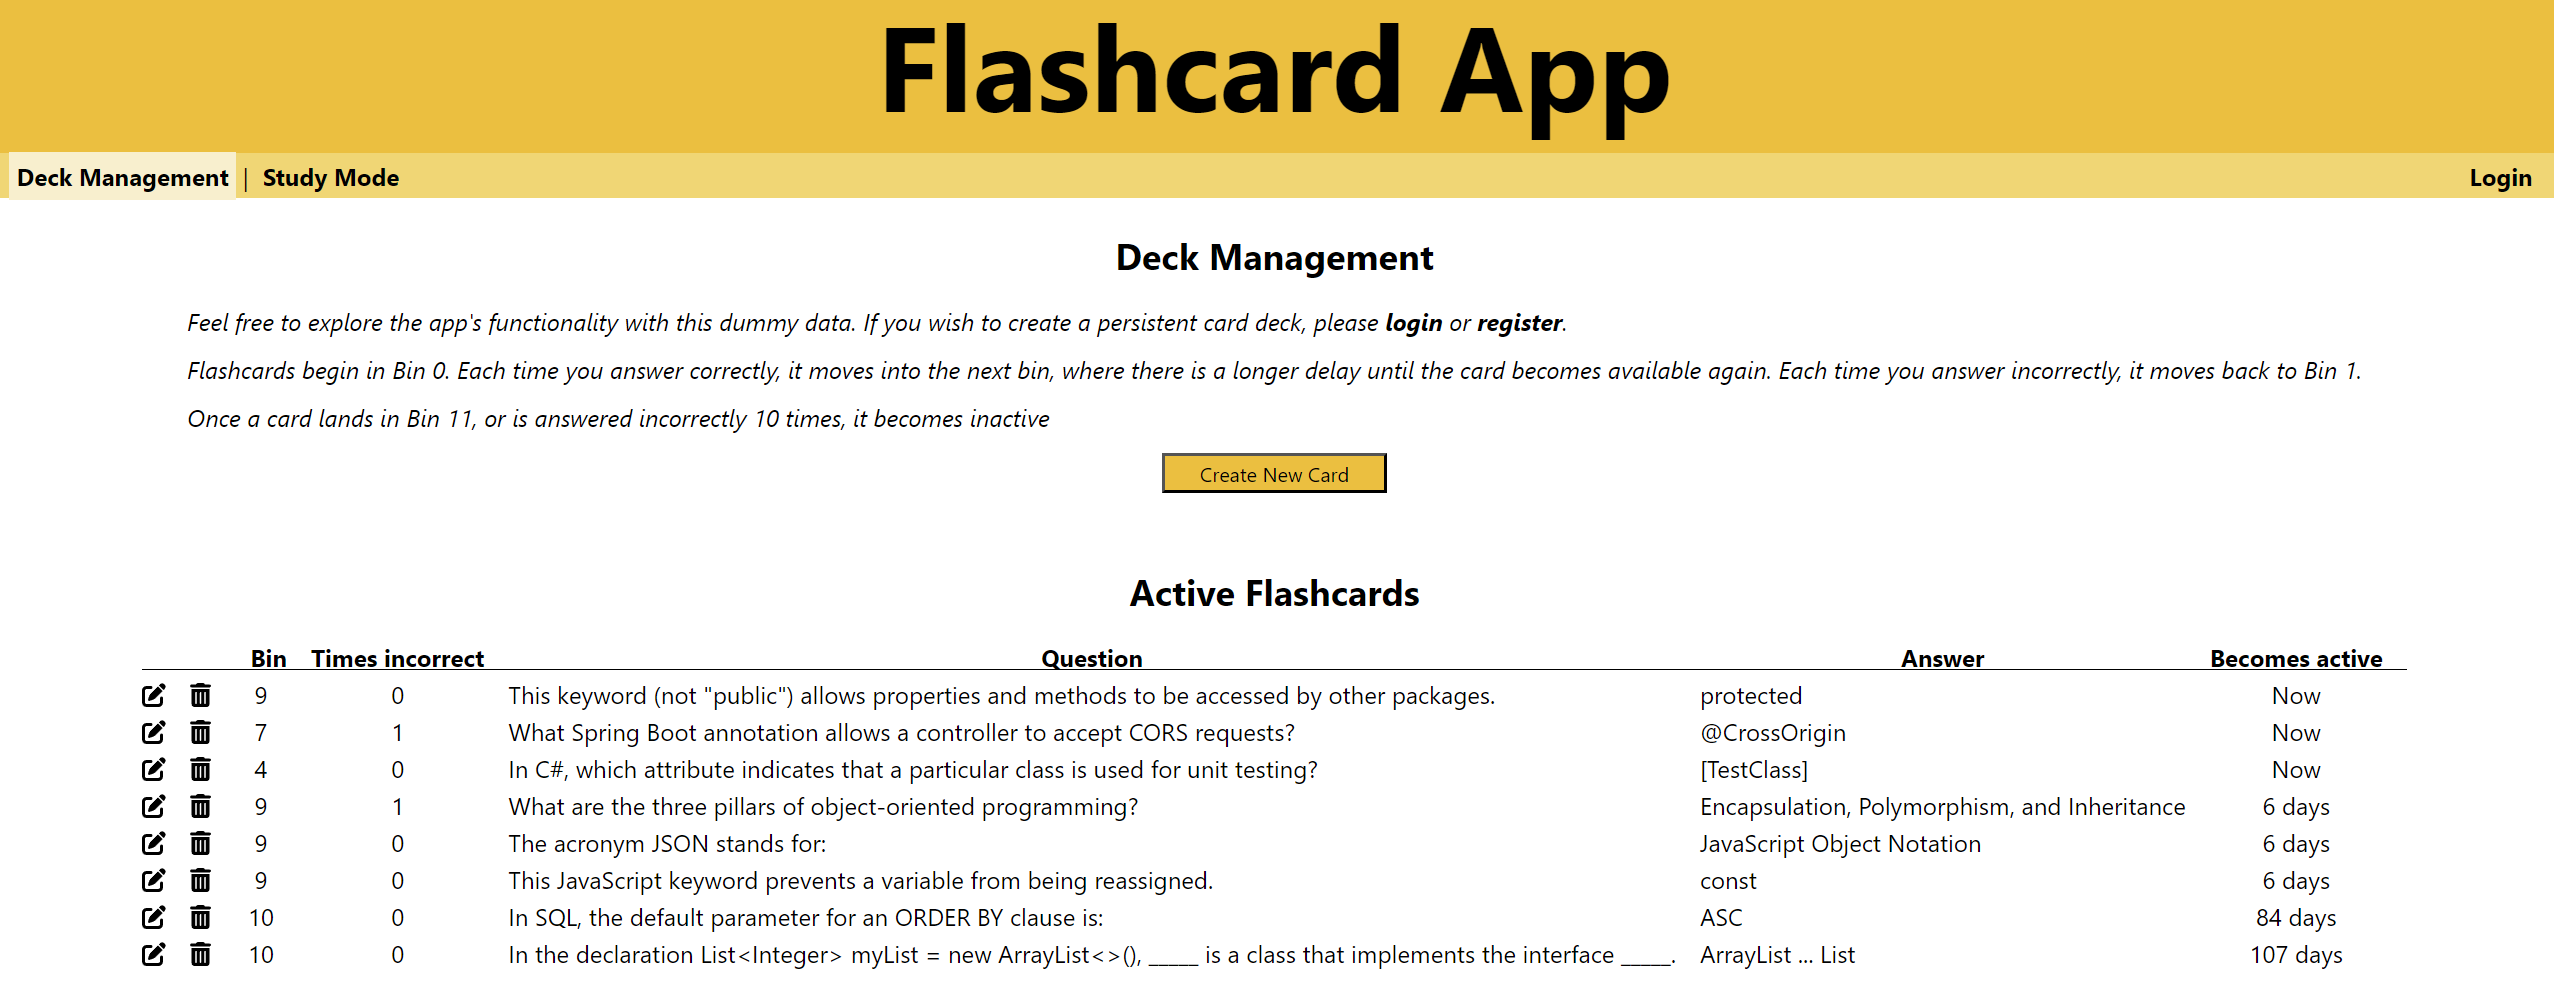 Flashcard App
Deck Management | Study Mode Login
Deck Management
Feel free to explore the app's functionality with this dummy data. If you wish to create a persistent card deck, please login or register.
Flashcards begin in Bin 0. Each time you answer correctly, it moves into the next bin, where there is a longer delay until the card becomes available again. Each time you answer incorrectly, it moves back to Bin 1.
Once a card lands in Bin 11, or is answered incorrectly 10 times, it becomes inactive
Create New Card
Active Flashcards
Bin Times incorrect Question Answer Becomes active
9 0 This keyword (not "public") allows properties and methods to be accessed by other packages. protected Now
7 1 What Spring Boot annotation allows a controller to accept CORS requests? @CrossOrigin Now
4 0 In C#, which attribute indicates that a particular class is used for unit testing? [TestClass] Now
9 1 What are the three pillars of object-oriented programming? Encapsulation, Polymorphism, and Inheritance 6 days
9 0 The acronym JSON stands for: JavaScript Object Notation 6 days
9 0 This JavaScript keyword prevents a variable from being reassigned. const 6 days
10 0 In SQL, the default parameter for an ORDER BY clause is: ASC 84 days
10 0 In the declaration List<Integer> myList = new ArrayList<>(), _____ is a class that implements the interface _____. ArrayList ... List 107 days